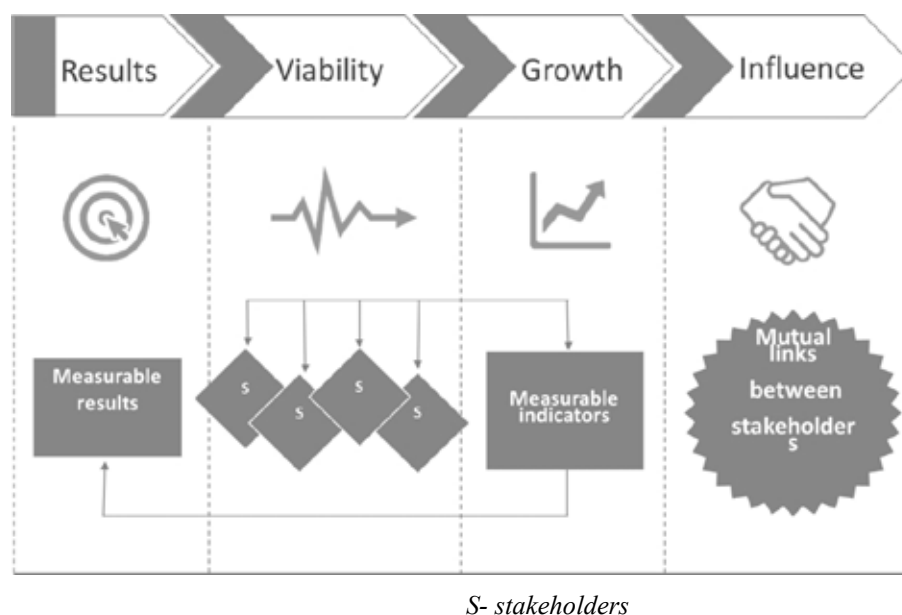 Results
Viability
Growth
Influence
Measurable
results
S
S
S
S
Measurable
indicators
Mutual
links
between
stakeholder
s
S- stakeholders